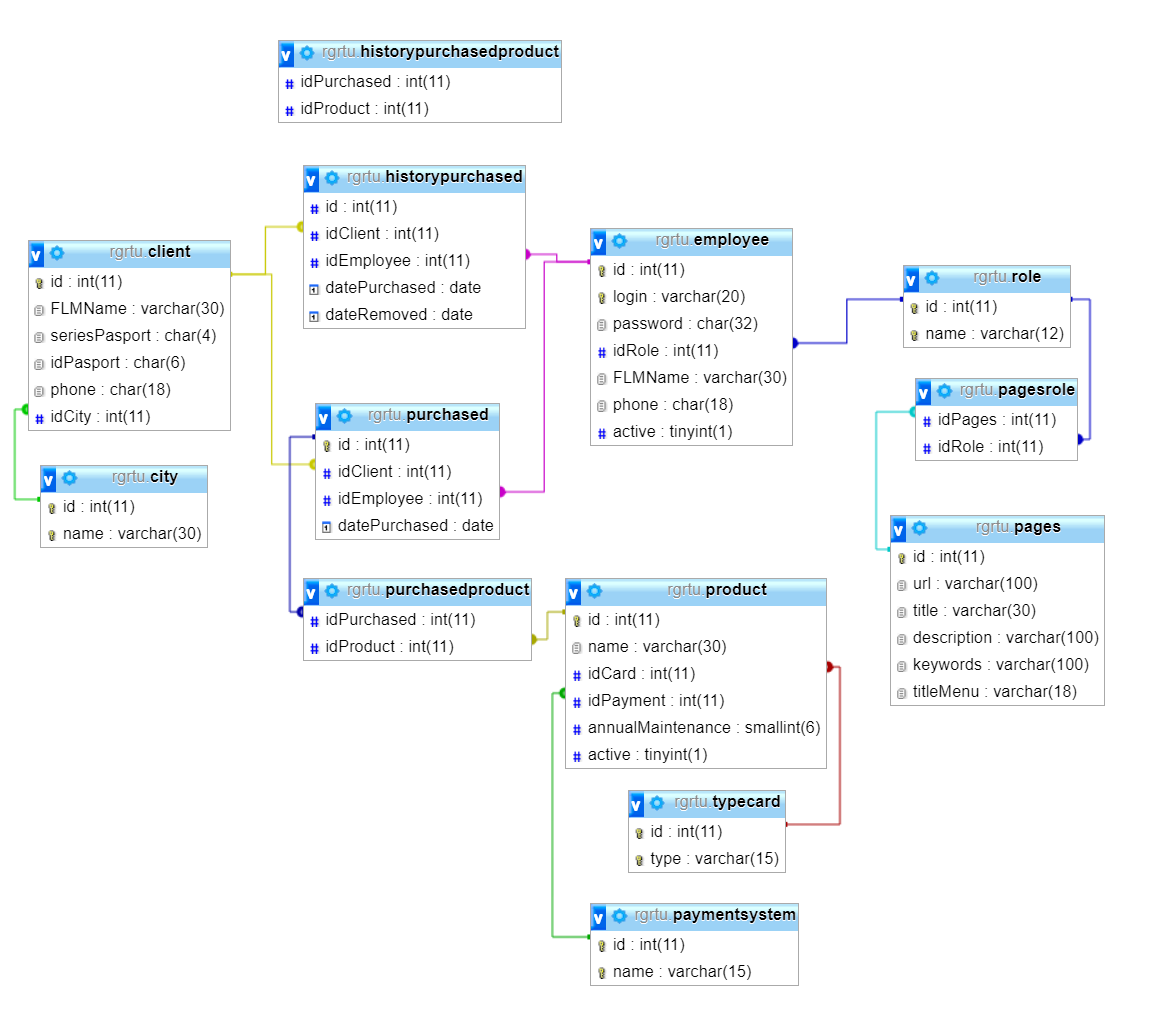 rgrtu.historypurchasedproduct
idPurchased : int(11)
idProduct : int(11)
rgrtu.historypurchased
id : int(11)
idClient : int(11)
idEmployee : int(11)
datePurchased : date
dateRemoved : date
rgrtu.client
id : int(11)
FLMName : varchar(30)
seriesPasport : char(4)
idPasport : char(6)
phone : char(18)
idCity : int(11)
rgrtu.city
id : int(11)
name : varchar(30)
rgrtu.purchased
id : int(11)
idClient : int(11)
idEmployee : int(11)
datePurchased : date
rgrtu.employee
id : int(11)
login : varchar(20)
password : char(32)
idRole : int(11)
FLMName : varchar(30)
phone : char(18)
active : tinyint(1)
rgrtu.role
id : int(11)
name : varchar(12)
rgrtu.pagesrole
idPages : int(11)
idRole : int(11)
rgrtu.pages
id : int(11)
url : varchar(100)
title : varchar(30)
description : varchar(100)
keywords : varchar(100)
titleMenu : varchar(18)
rgrtu.purchasedproduct
idPurchased : int(11)
idProduct : int(11)
rgrtu.product
id : int(11)
name : varchar(30)
idCard : int(11)
idPayment : int(11)
annualMaintenance : smallint(6)
active : tinyint(1)
rgrtu.typecard
id : int(11)
type : varchar(15)
rgrtu.paymentsystem
id : int(11)
name : varchar(15)